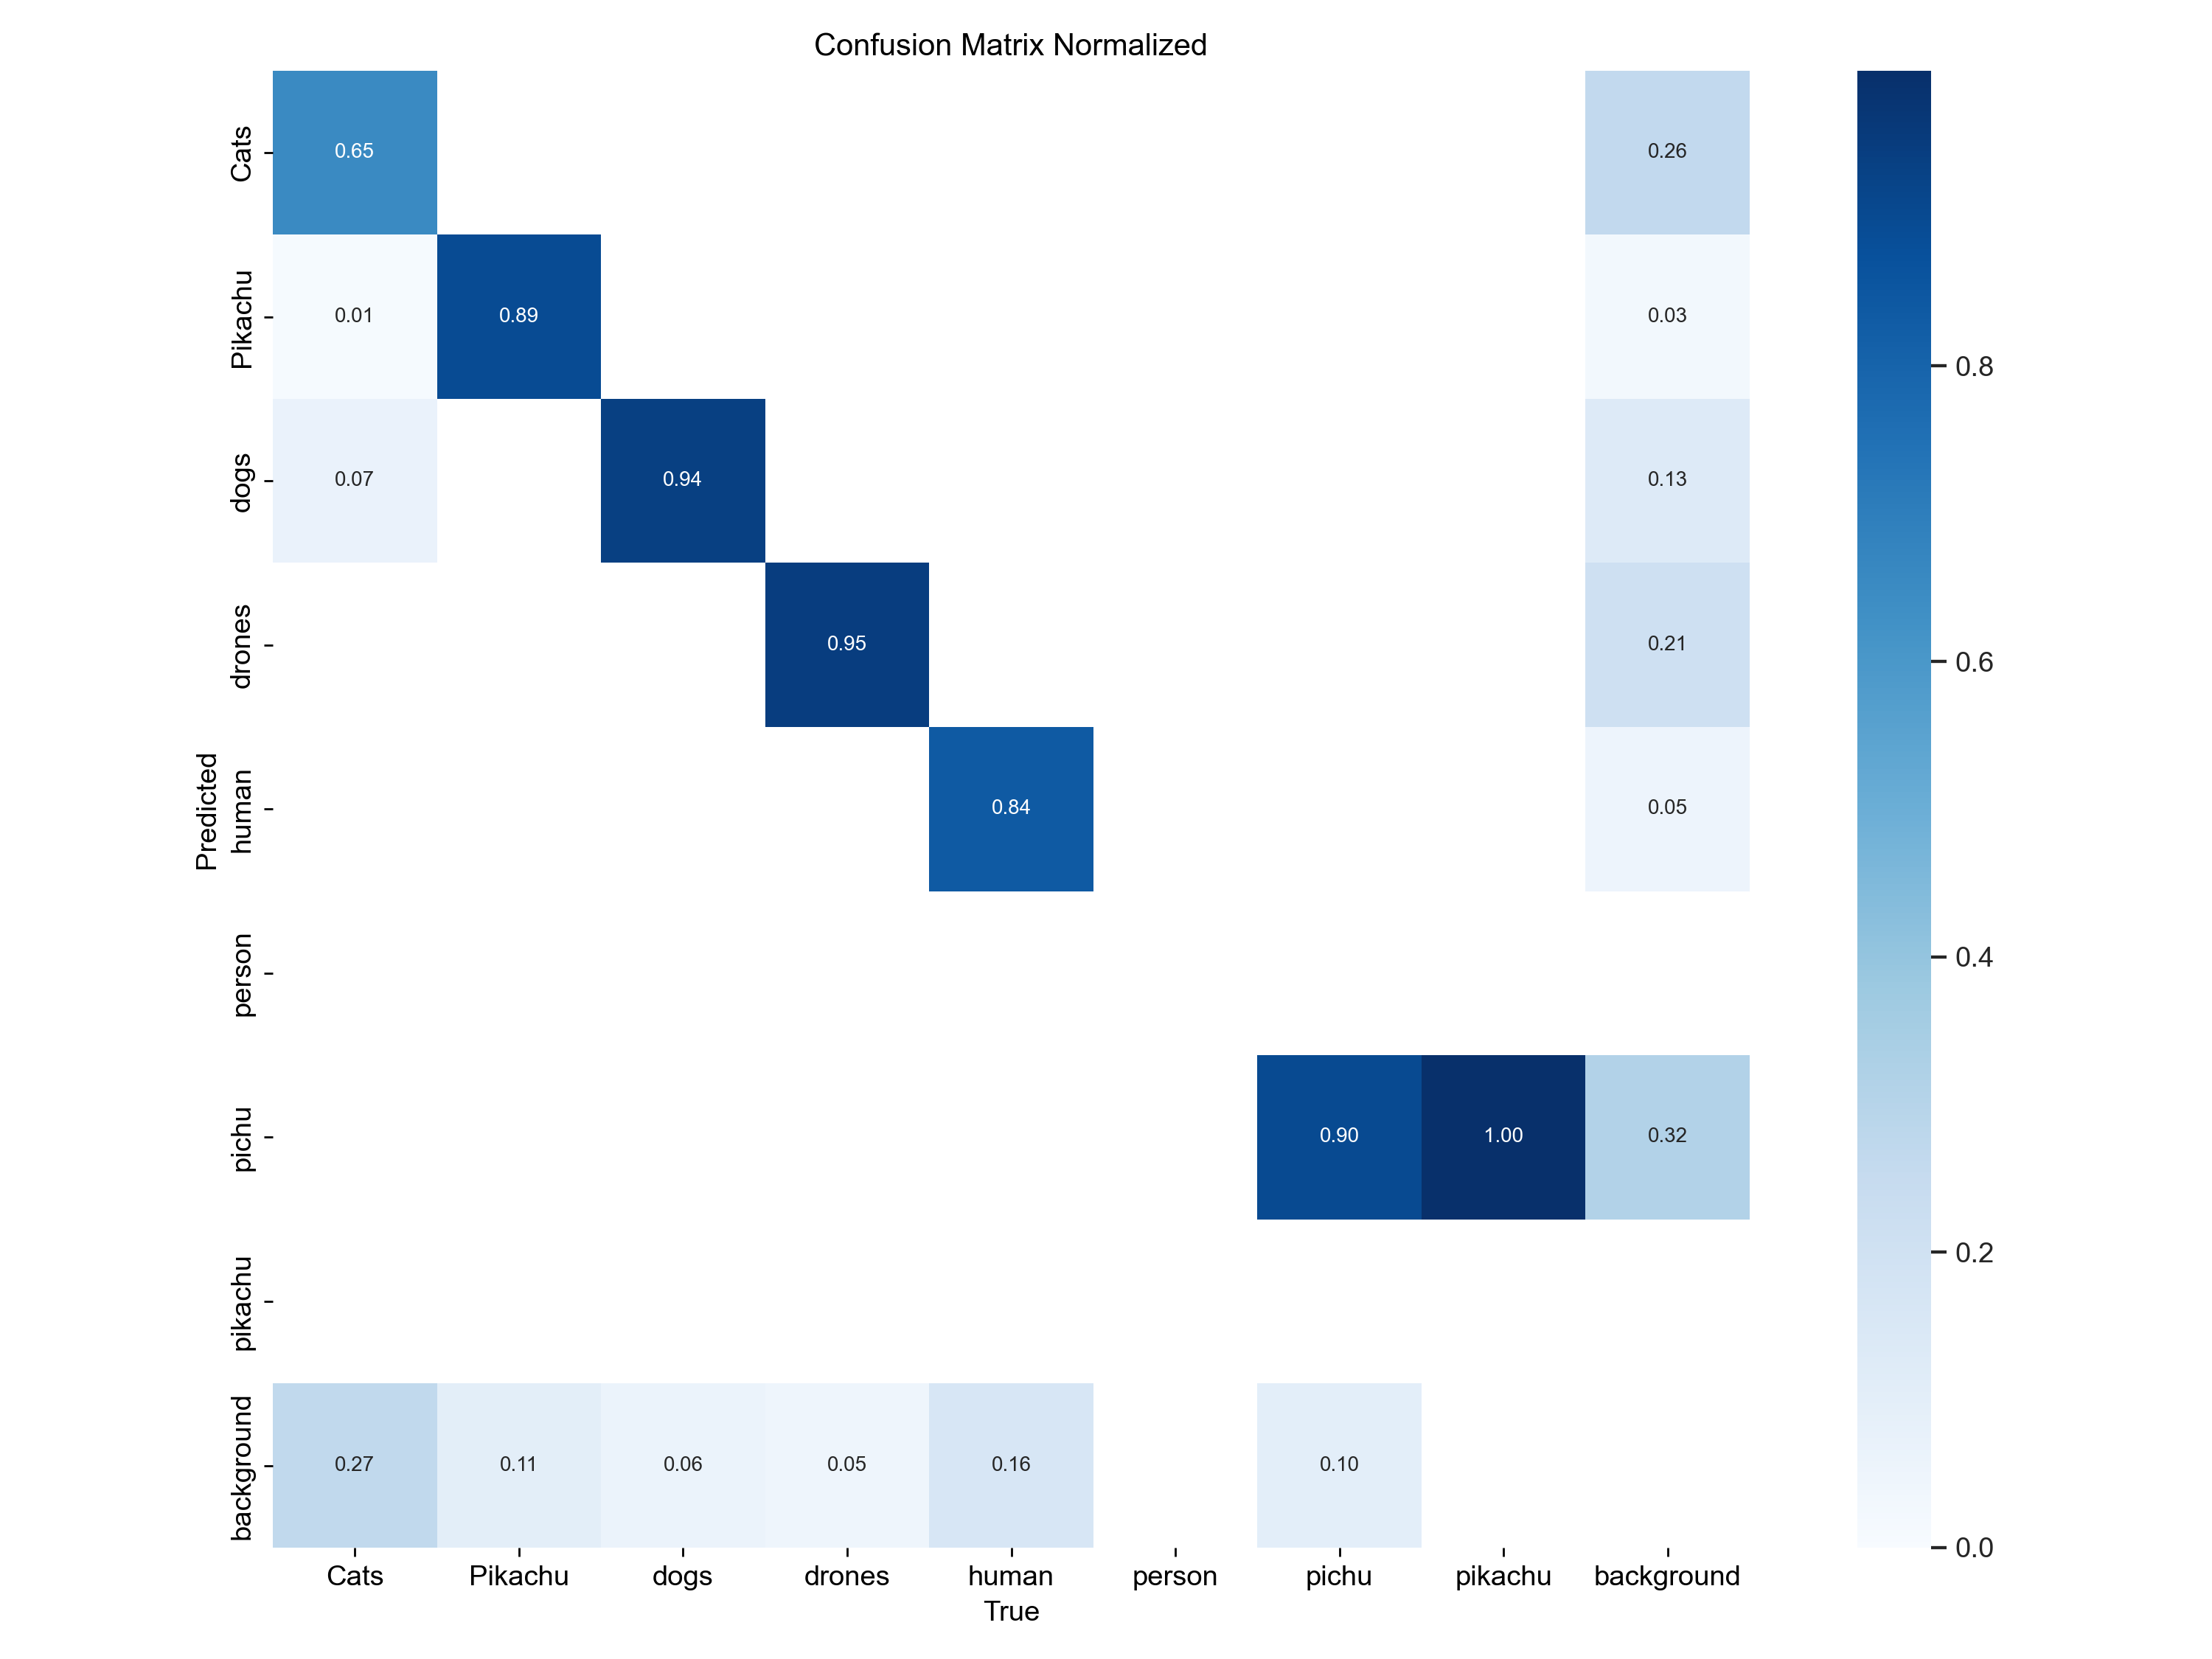 Confusion Matrix Normalized
Cats
0.65
0.26
Pikachu
0.01
0.89
0.03
0.8
dogs
0.07
0.94
0.13
drones
0.95
0.21
0.6
Predicted
human
0.84
0.05
person
0.4
pichu
0.90
1.00
0.32
pikachu
0.2
background
0.27
0.11
0.06
0.05
0.16
0.10
0.0
Cats
Pikachu
dogs
drones
human
person
pichu
pikachu
background
True